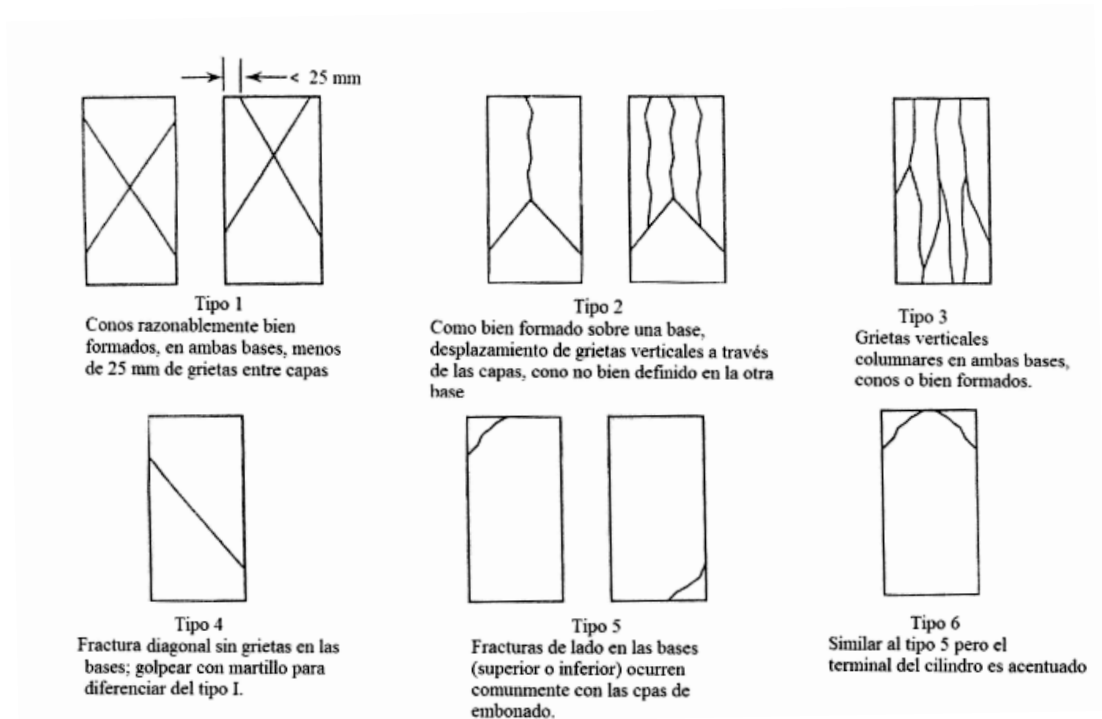 < 25 mm
Tipo 1
Conos razonablemente bien
formados, en ambas bases, menos
de 25 mm de grietas entre capas
Tipo 2
Como bien formado sobre una base,
desplazamiento de grietas verticales a través
de las capas, cono no bien definido en la otra
base
Tipo 3
Grietas verticales
columnares en ambas bases,
conos o bien formados.
Tipo 4
Fractura diagonal sin grietas en las
bases; golpear con martillo para
diferenciar del tipo I.
Tipo 5
Fracturas de lado en las bases
(superior o inferior) ocurren
comunmente con las cpas de
embonado.
Tipo 6
Similar al tipo 5 pero el
terminal del cilindro es acentuado